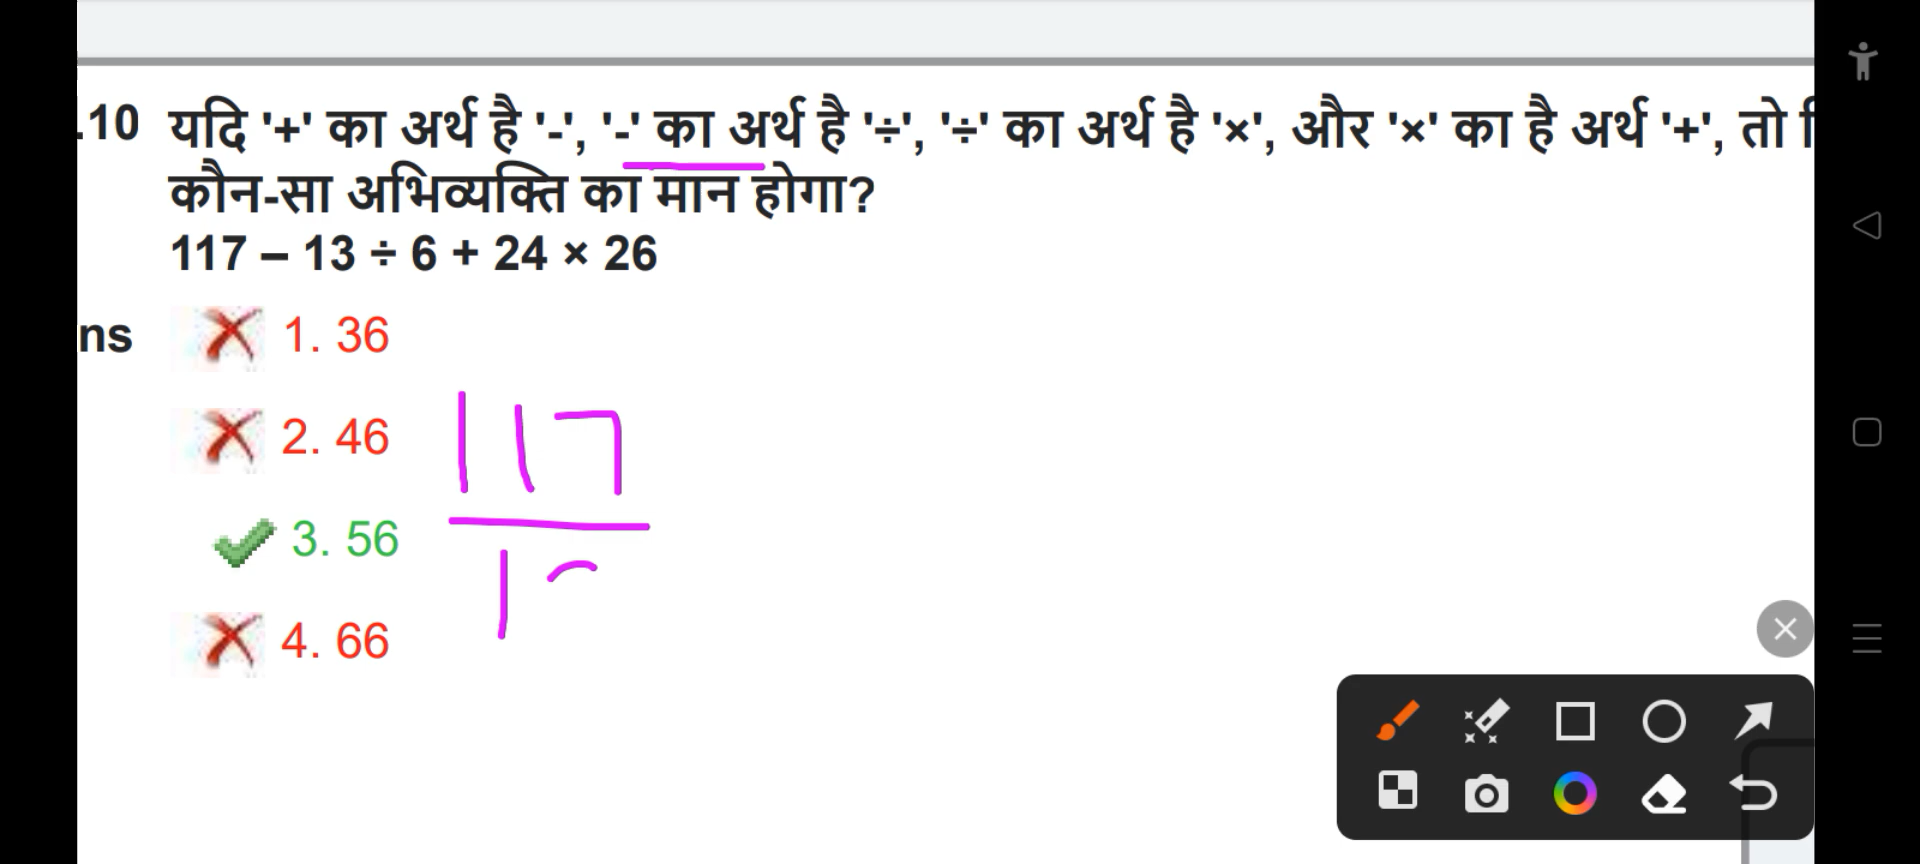 .10 यदि '+' का अर्थ है '-', '-' का अर्थ है '÷', '÷' का अर्थ है '×', और '×' का है अर्थ '+', तो
कौन-सा अभिव्यक्ति का मान होगा?
117 – 13 ÷ 6 + 24 × 26
ns
1. 36
2. 46
3. 56
4. 66
117
1